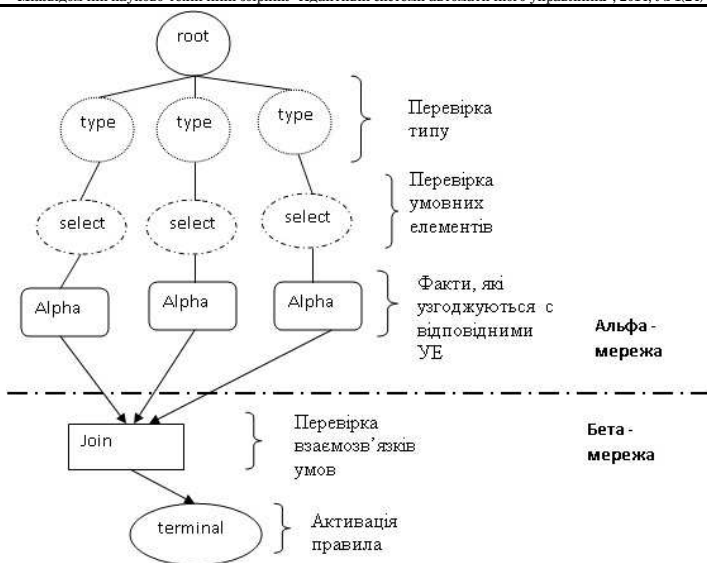 root
type type type
Перевірка
типу
select select select
Перевірка
умовних
елементів
Alpha Alpha Alpha
Факти, які
узгоджуються с
відповідними
УЕ
Альфа -
мережа
Join
Перевірка
взаємозв’язків
умов
Бета -
мережа
terminal
Активація
правила